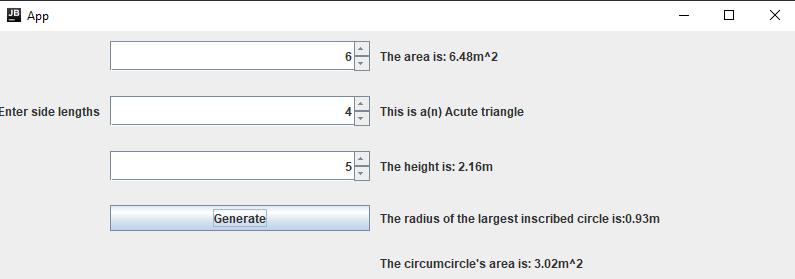 JB App
6 The area is: 6.48m^2
Enter side lengths 4 This is a(n) Acute triangle
5 The height is: 2.16m
Generate The radius of the largest inscribed circle is:0.93m
The circumcircle's area is: 3.02m^2